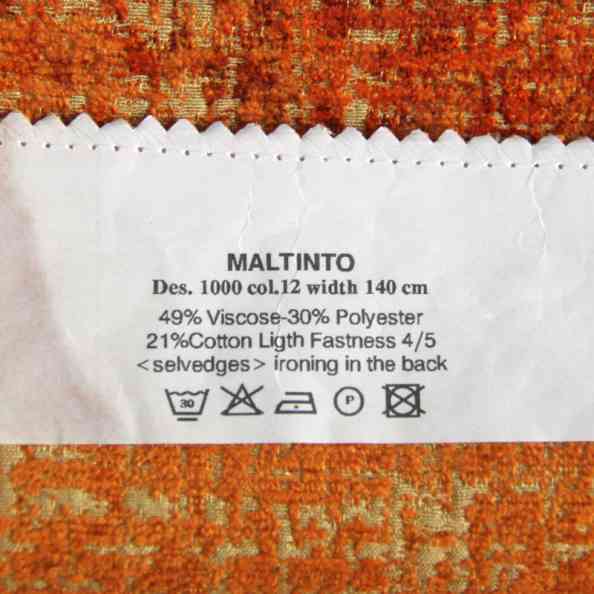 MALTINTO
Des. 1000 col.12 width 140 cm
49% Viscose-30% Polyester
21%Cotton Ligth Fastness 4/5
<selvedges> ironing in the back
30 P